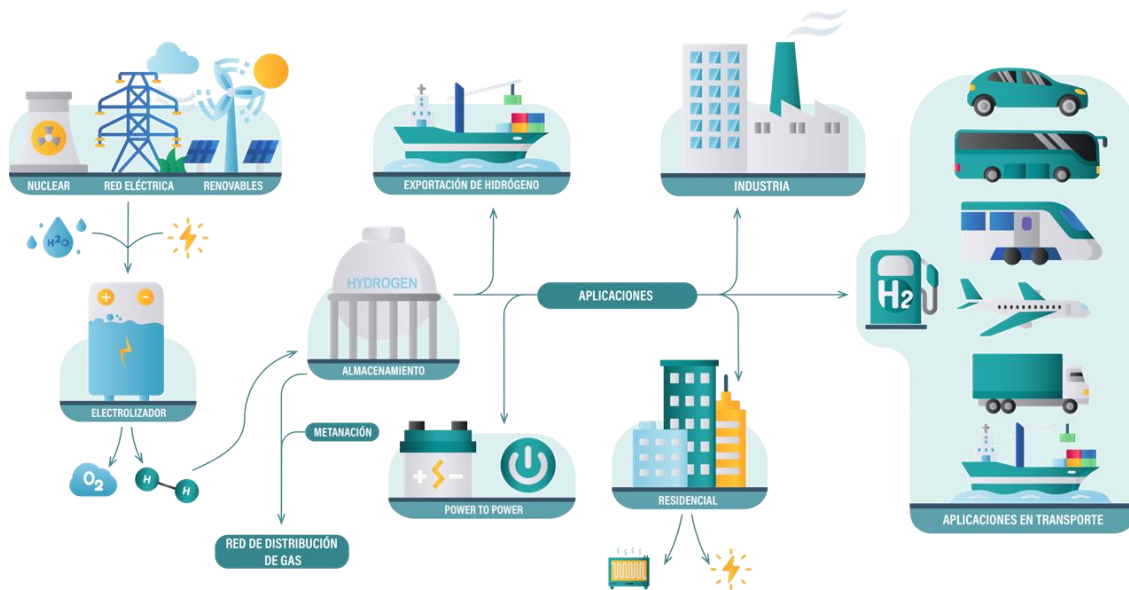 NUCLEAR
RED ELÉCTRICA
RENOVABLES
H²O
ELECTROLIZADOR
O2
H
H
HYDROGEN
ALMACENAMIENTO
METANACIÓN
RED DE DISTRIBUCIÓN
DE GAS
EXPORTACIÓN DE HIDRÓGENO
APLICACIONES
POWER TO POWER
INDUSTRIA
RESIDENCIAL
H2
APLICACIONES EN TRANSPORTE